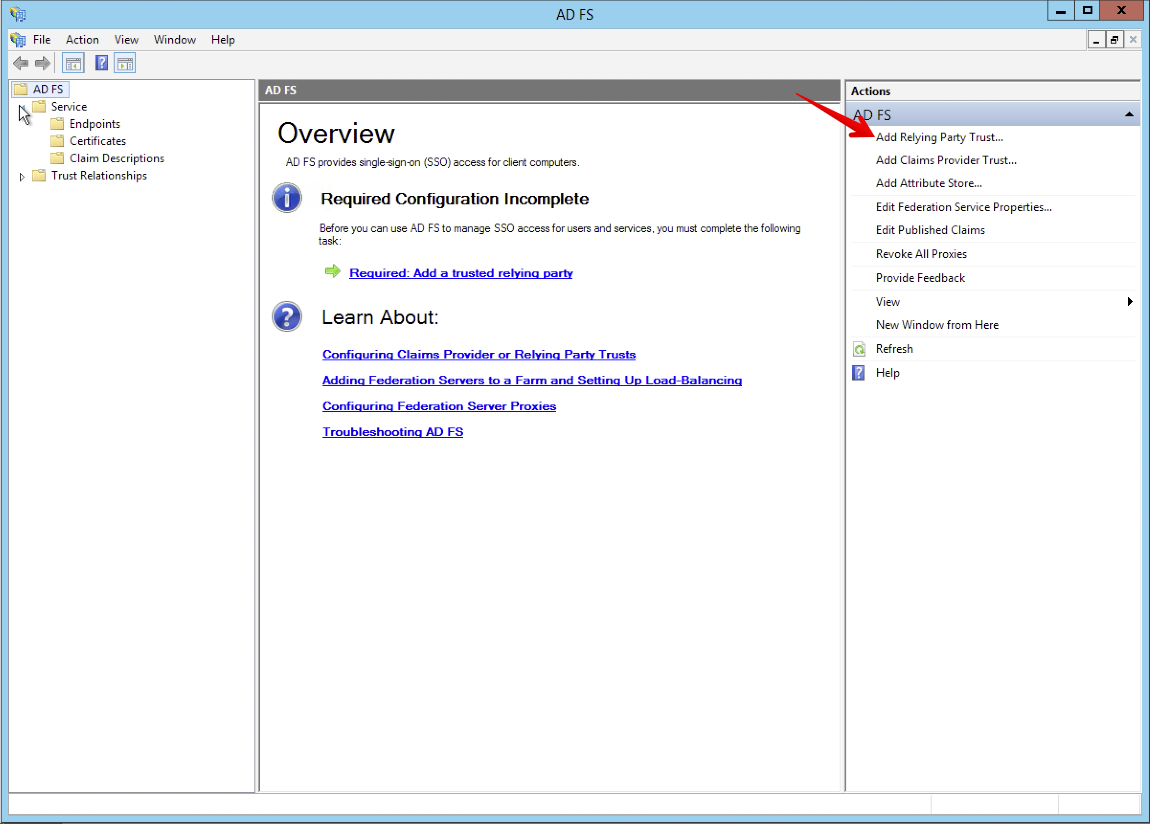 AD FS
File Action View Window Help
AD FS
Service
Endpoints
Certificates
Claim Descriptions
Trust Relationships
AD FS
Overview
AD FS provides single-sign-on (SSO) access for client computers.
Required Configuration Incomplete
Before you can use AD FS to manage SSO access for users and services, you must complete the following
task:
Required: Add a trusted relying party
Learn About:
Configuring Claims Provider or Relying Party Trusts
Adding Federation Servers to a Farm and Setting Up Load-Balancing
Configuring Federation Server Proxies
Troubleshooting AD FS
Actions
AD FS
Add Relying Party Trust...
Add Claims Provider Trust...
Add Attribute Store...
Edit Federation Service Properties...
Edit Published Claims
Revoke All Proxies
Provide Feedback
View
New Window from Here
Refresh
Help